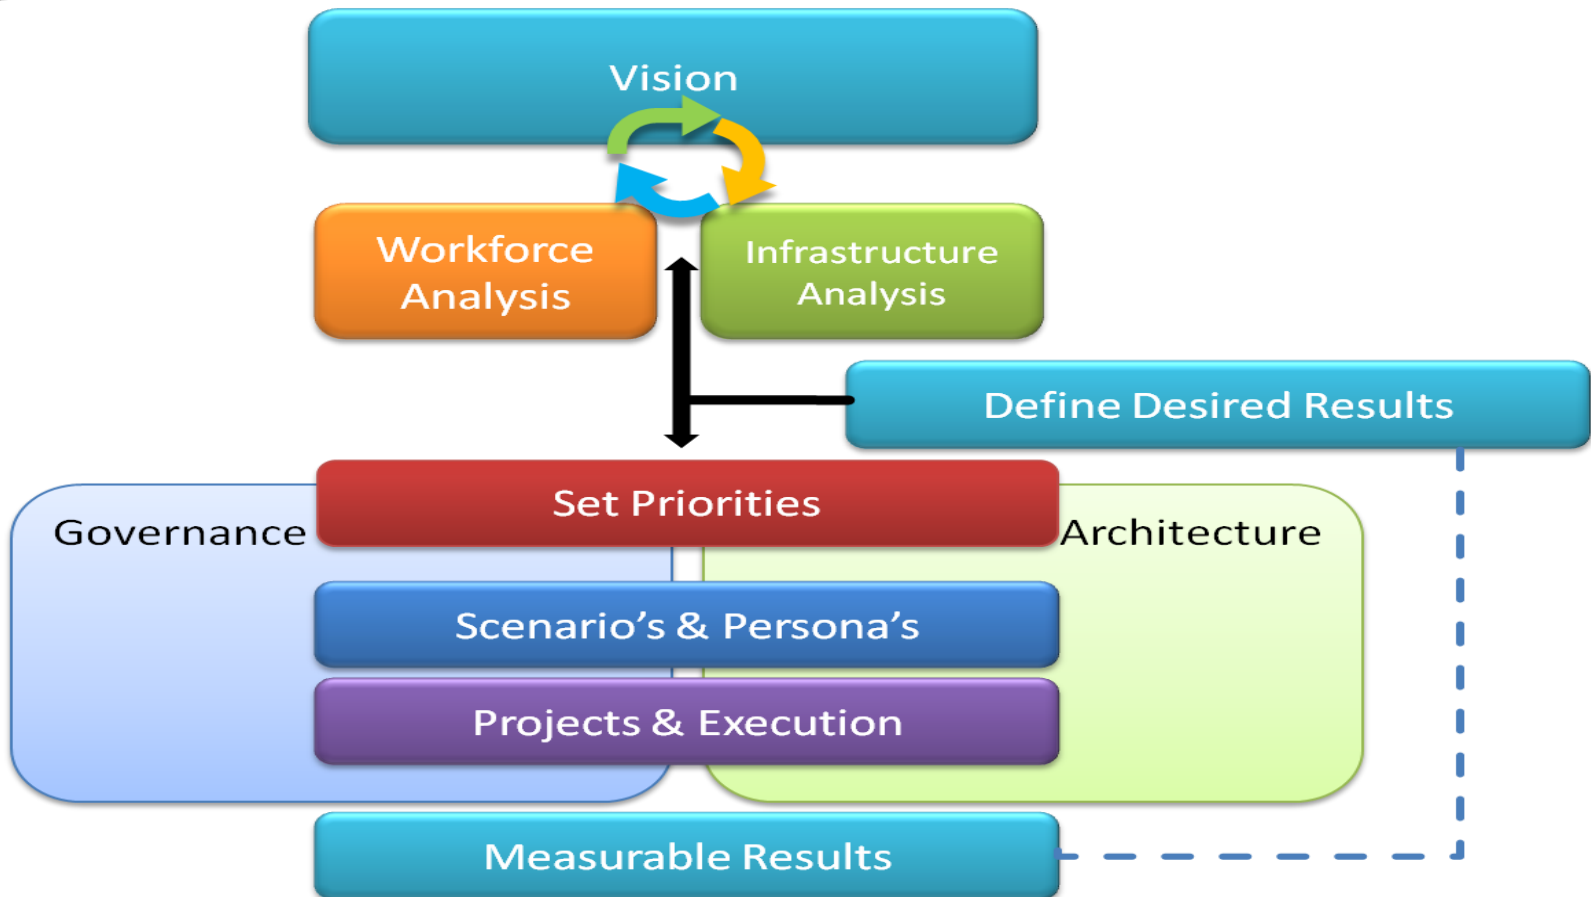 Vision
Workforce
Analysis
Infrastructure
Analysis
Define Desired Results
Set Priorities
Governance
Architecture
Scenario’s & Persona’s
Projects & Execution
Measurable Results